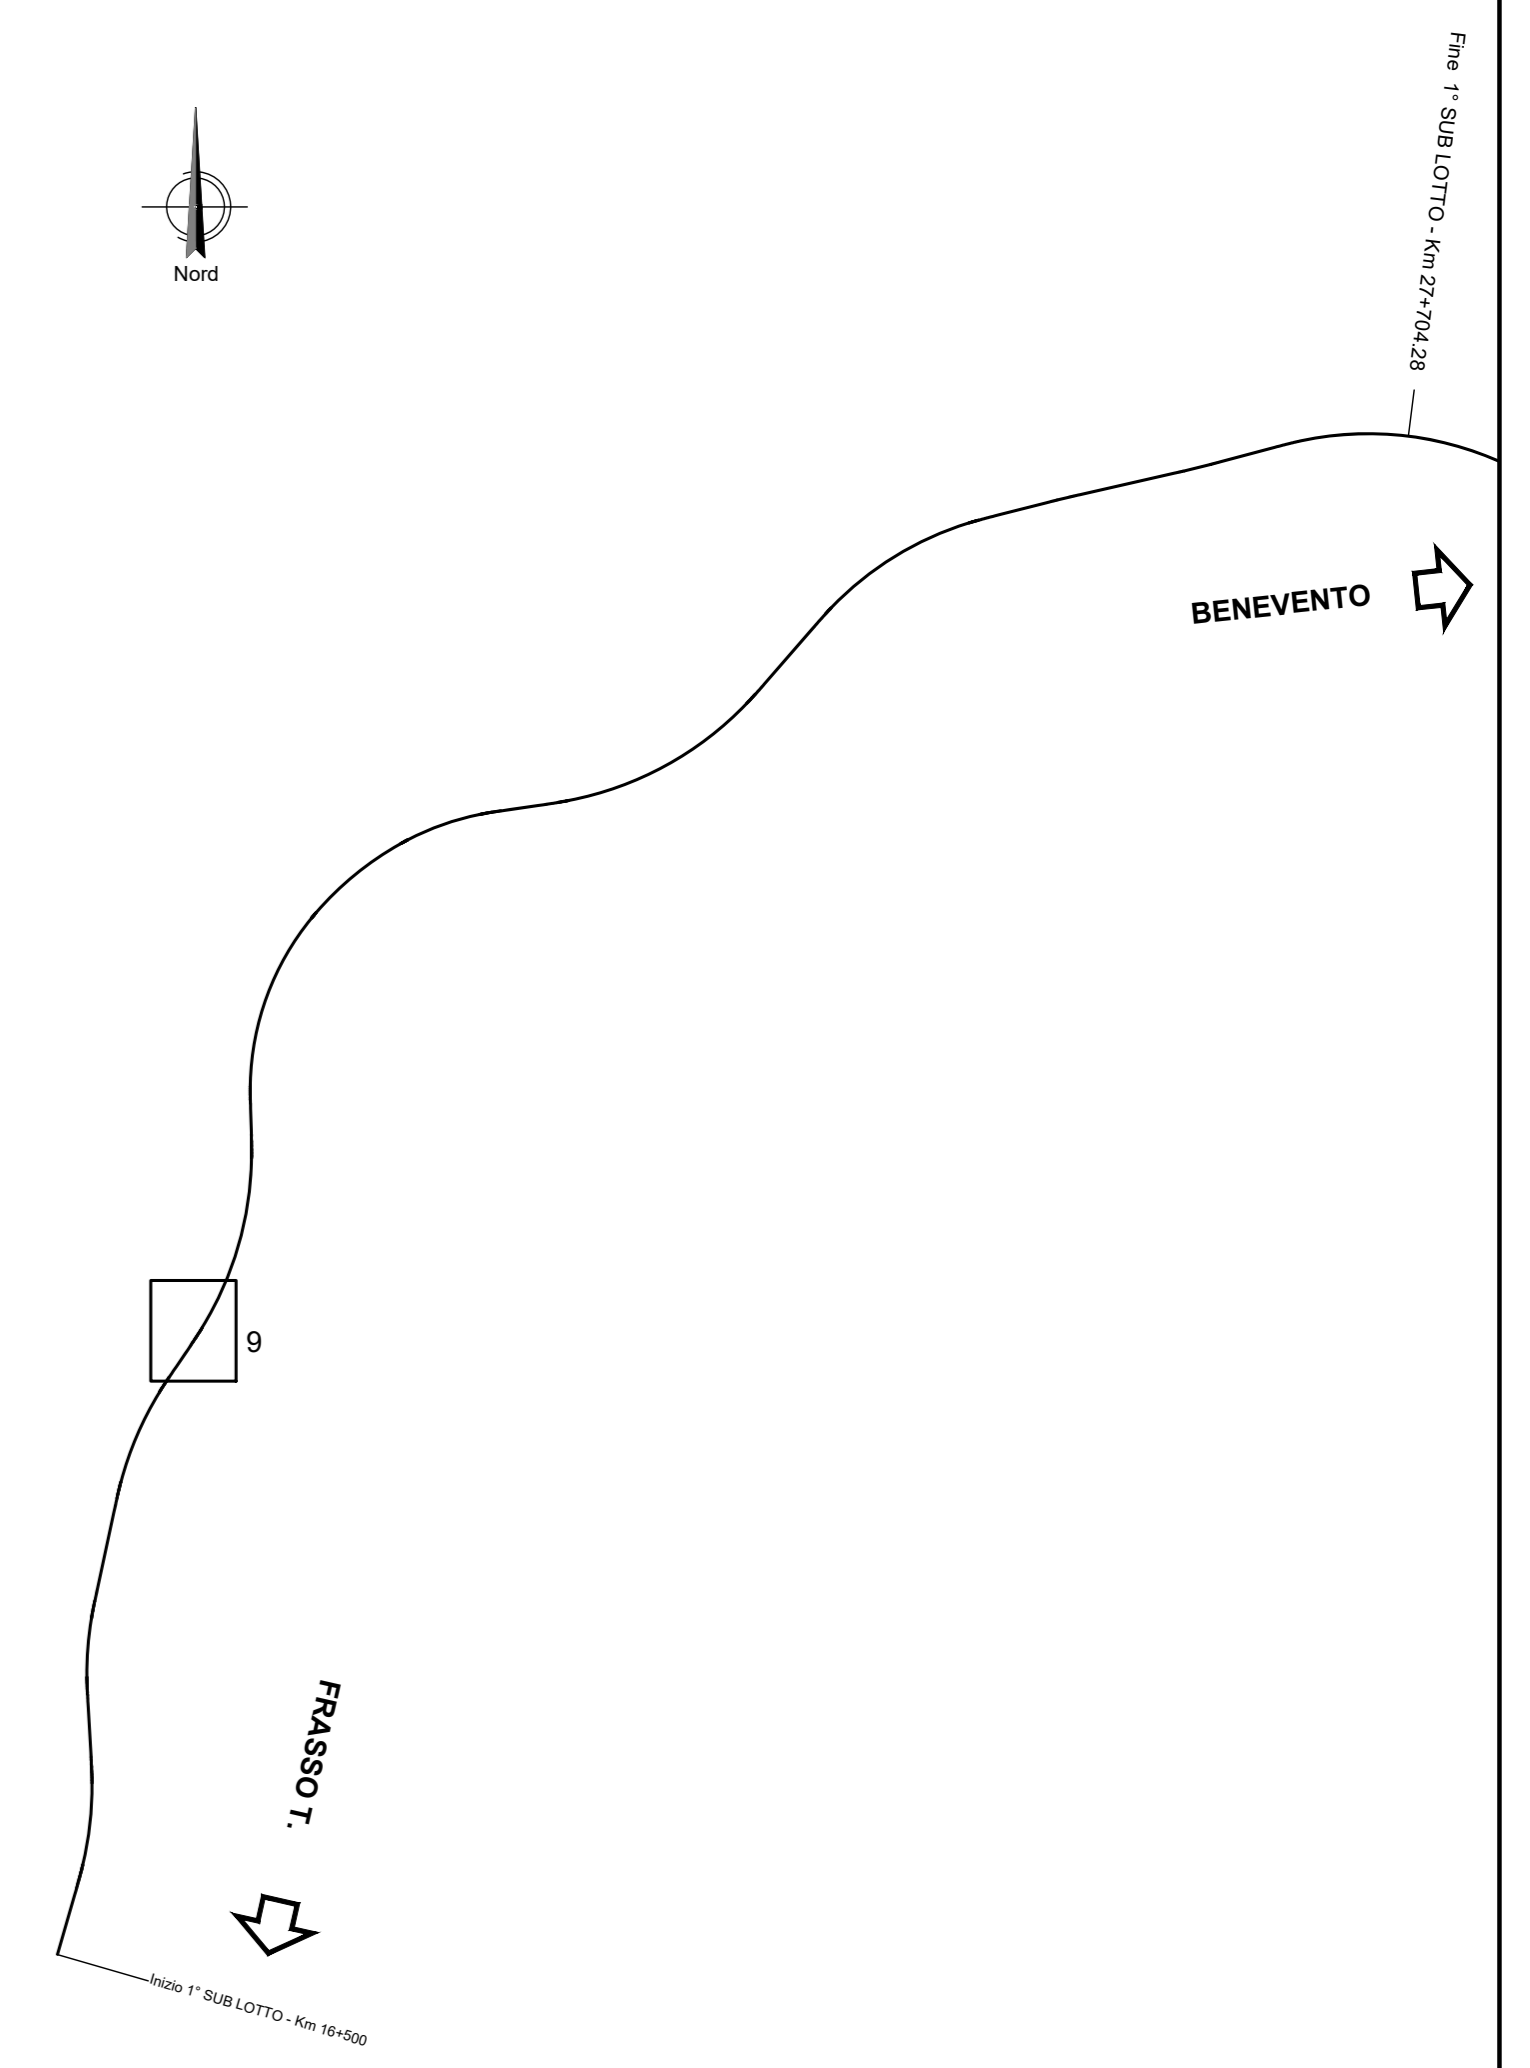 Fine 1° SUB LOTTO - Km 27+704.28
Nord
BENEVENTO
9
FRASSO T.
Inizio 1° SUB LOTTO - Km 16+500